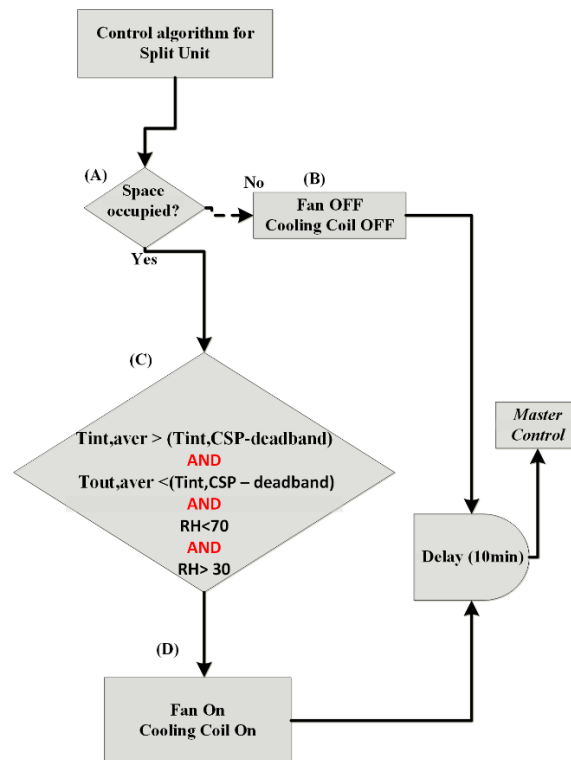 Control algorithm for
Split Unit
(A)
Space
occupied?
No
(B)
Fan OFF
Cooling Coil OFF
Yes
(C)
Tint,aver > (Tint,CSP-deadband)
AND
Tout,aver <(Tint,CSP – deadband)
AND
RH<70
AND
RH> 30
Master
Control
Delay (10min)
(D)
Fan On
Cooling Coil On